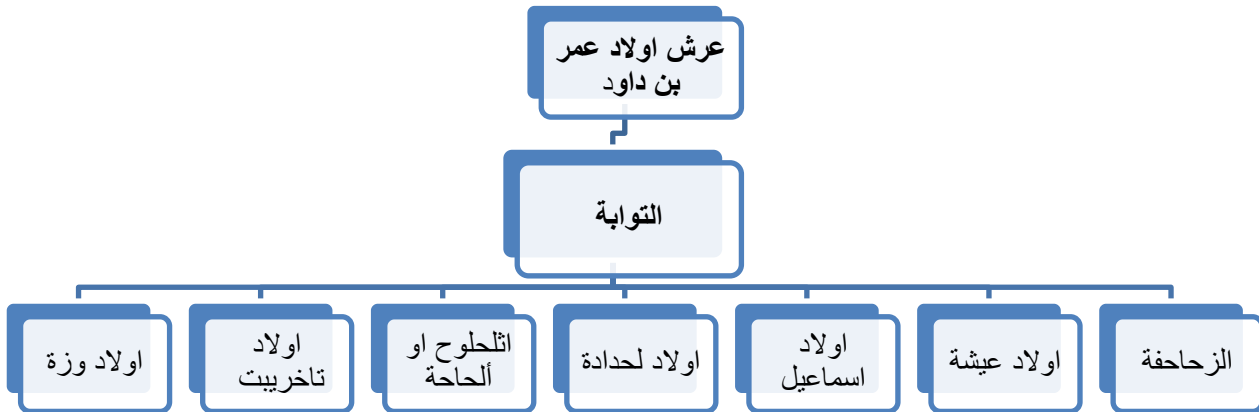 عرش اولاد عمر
بن داود
التوابة
الزحاحفة
اولاد عيشة
اولاد
اسماعيل
اولاد لحدادة
اثلحلوح او
ألحاحة
اولاد
تاخريبت
اولاد وزة